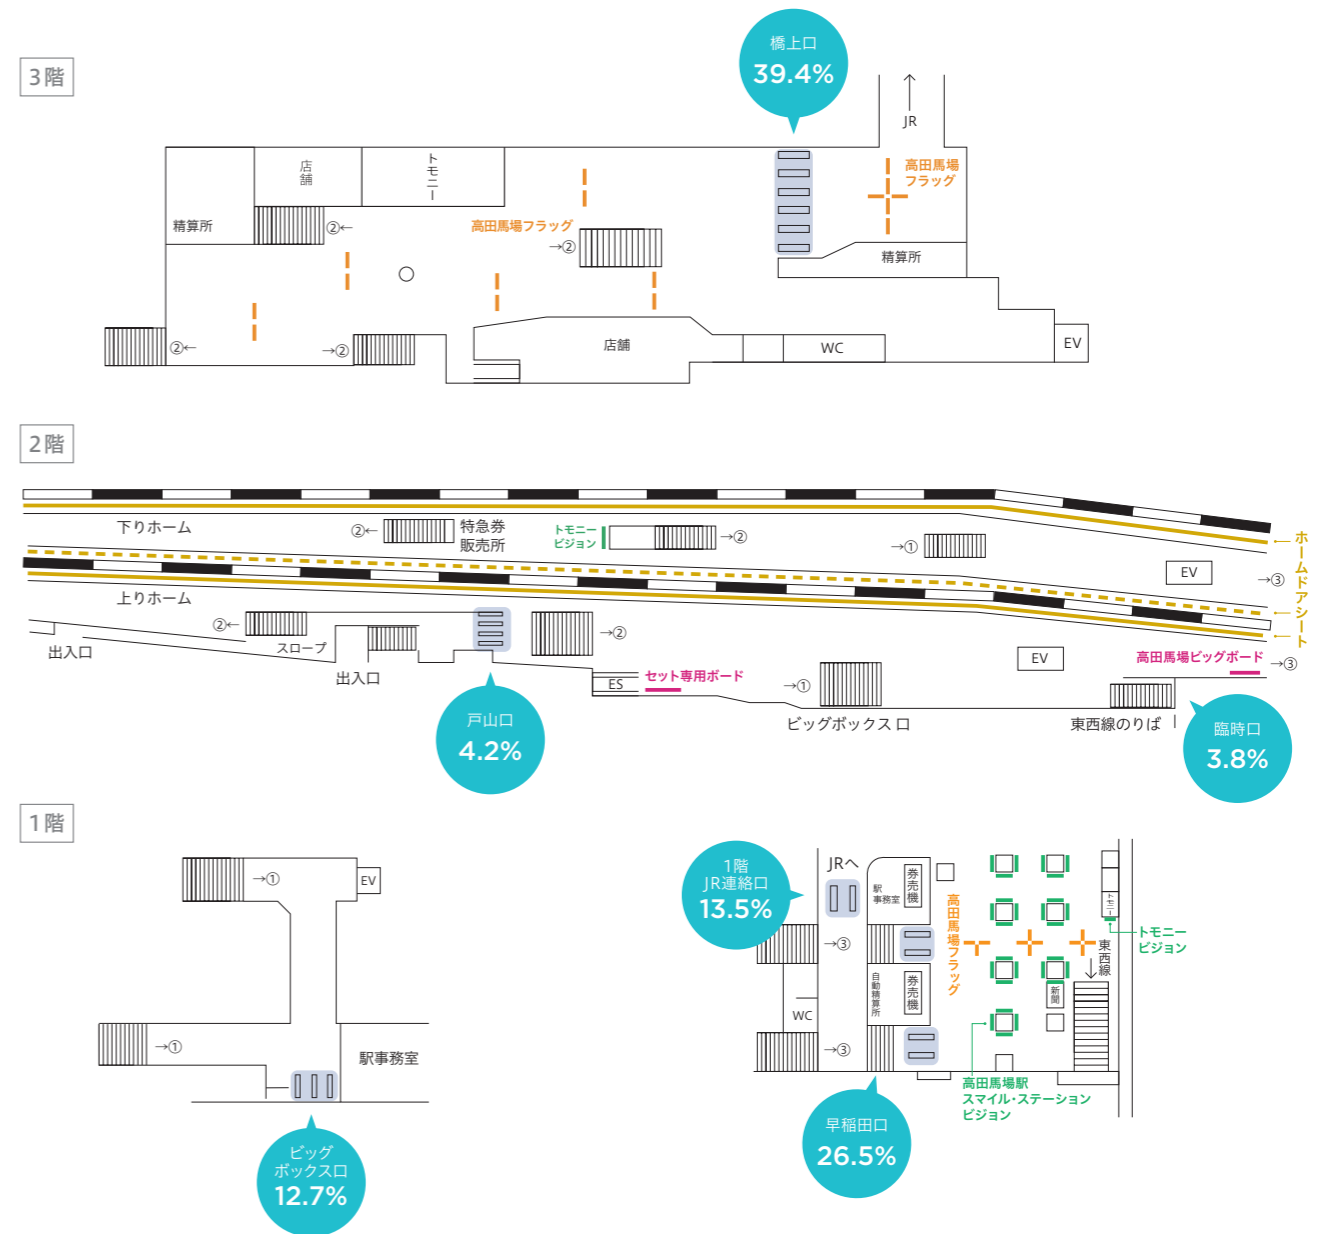 3階
橋上口
39.4%
JR
店舗
トモニー
高田馬場
フラッグ
精算所
②←
高田馬場フラッグ
→②
精算所
②←
→②
店舗
WC
EV
2階
下りホーム
②←
特急券
販売所
トモニー
ビジョン
→②
→①
EV
→③
ホームドアシート
上りホーム
②←
スロープ
出入口
出入口
→②
ES
セット専用ボード
→①
EV
高田馬場ビッグボード
→③
戸山口
4.2%
ビッグボックス 口
東西線のりば
臨時口
3.8%
1階
→①
EV
→①
駅事務室
ビッグ
ボックス口
12.7%
1階
JR連絡口
13.5%
JRへ
駅
事務室
券売機
→③
高田馬場フラッグ
トモニー
トモニー
ビジョン
東西線
自動精算所
券売機
新聞
WC
→③
高田馬場駅
スマイル・ステーション
ビジョン
早稲田口
26.5%